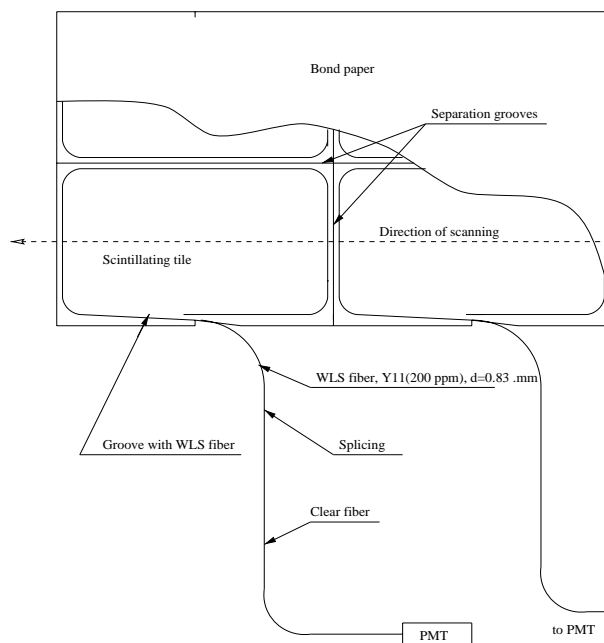 Bond paper
Separation grooves
Direction of scanning
Scintillating tile
WLS fiber, Y11(200 ppm), d=0.83 .mm
Groove with WLS fiber
Splicing
Clear fiber
PMT
to PMT